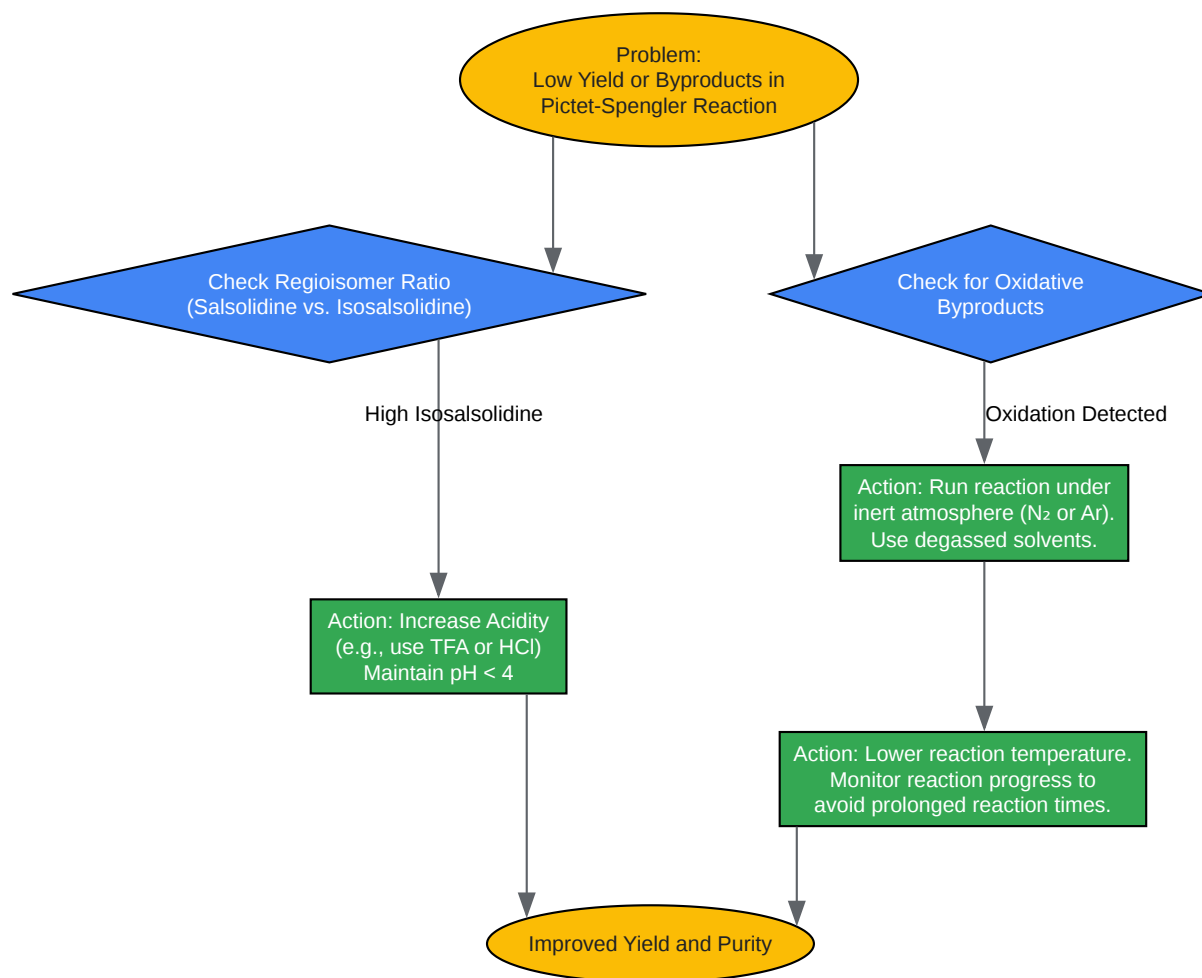 Problem:
Low Yield or Byproducts in
Pictet-Spengler Reaction
Check Regioisomer Ratio
(Salsolidine vs. Isosalsolidine)
Check for Oxidative
Byproducts
High Isosalsolidine
Oxidation Detected
Action: Run reaction under
inert atmosphere (N₂ or Ar).
Use degassed solvents.
Action: Increase Acidity
(e.g., use TFA or HCl)
Maintain pH < 4
Action: Lower reaction temperature.
Monitor reaction progress to
avoid prolonged reaction times.
Improved Yield and Purity